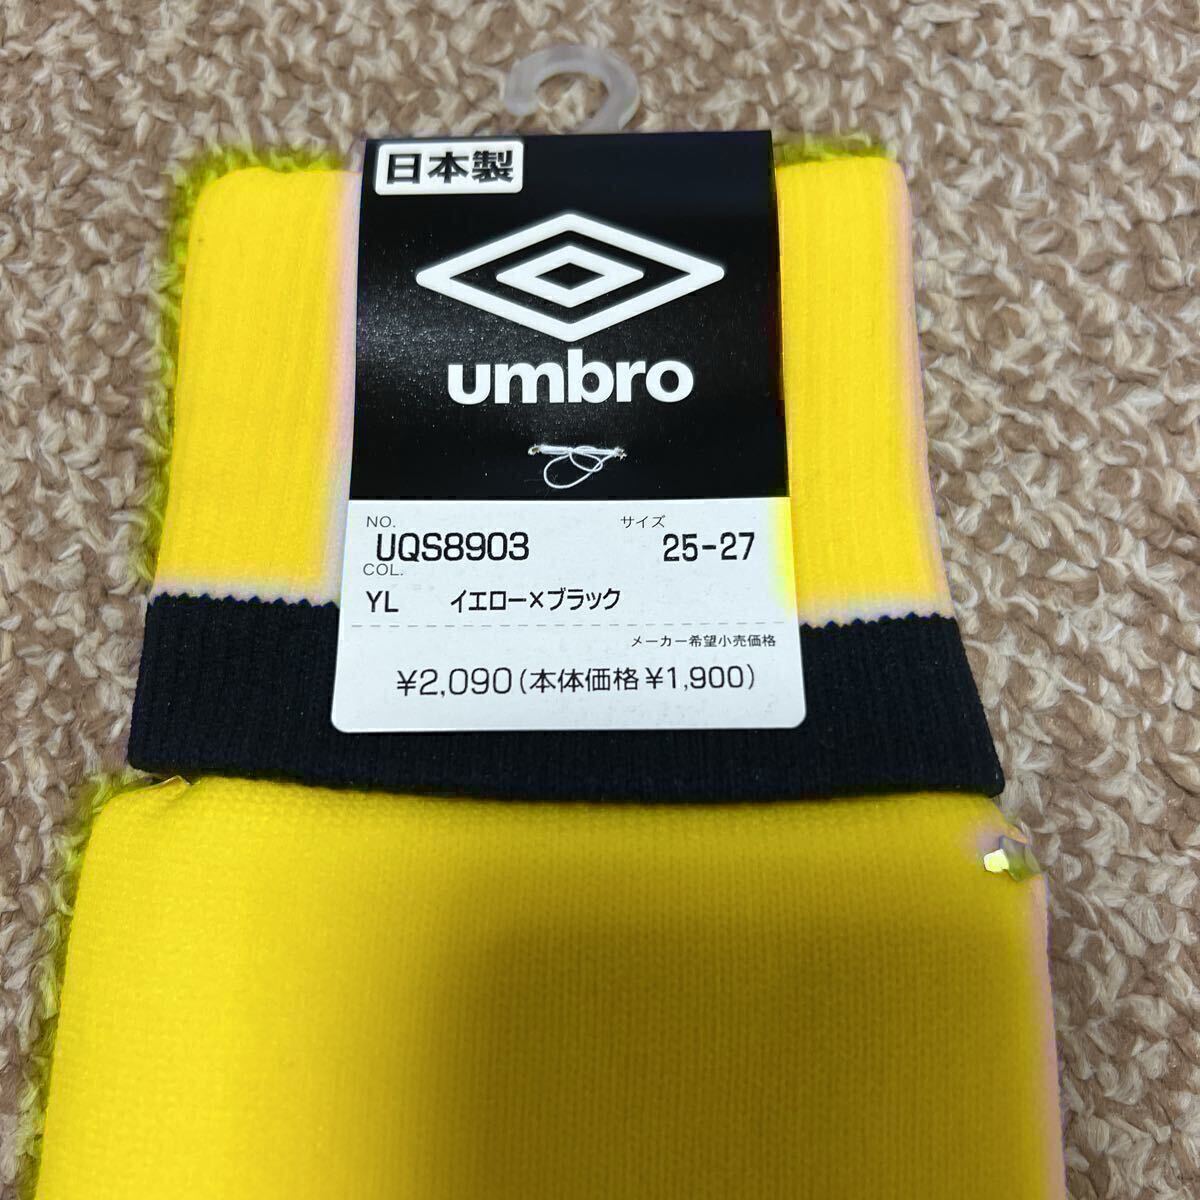 日本製
umbro
NO. サイズ
UQS8903 25-27
COL.
YL イエロー×ブラック
メーカー希望小売価格
¥2,090(本体価格¥1,900)